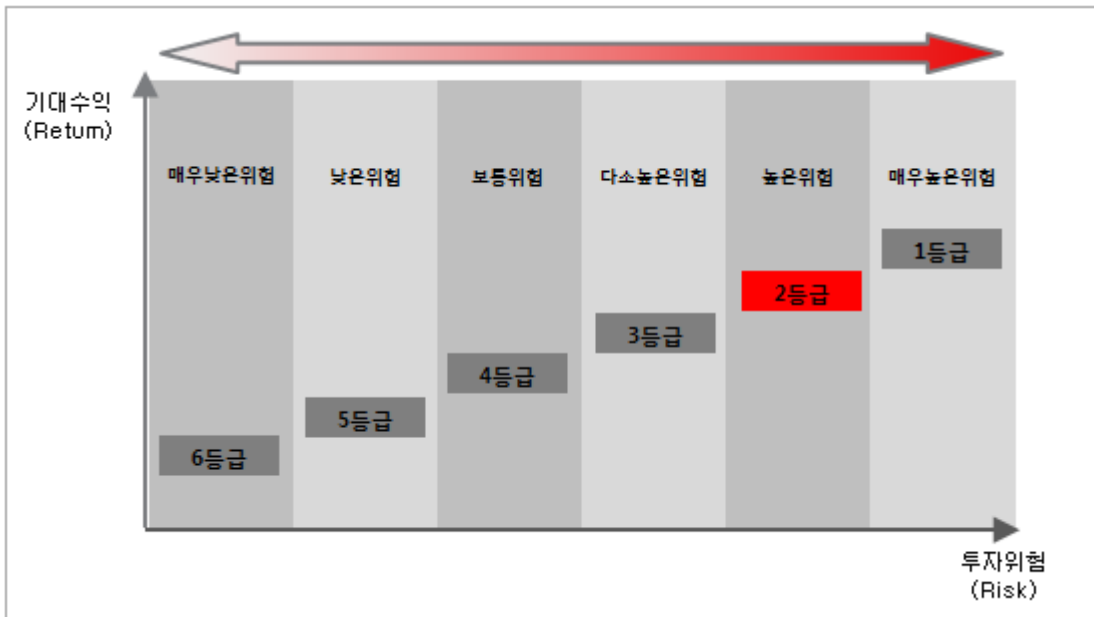 기대수익
(Retum)
매우낮은위험 낮은위험 보통위험 다소높은위험 높은위험 매우높은위험
1등급
2등급
3등급
4등급
5등급
6등급
투자위험
(Risk)